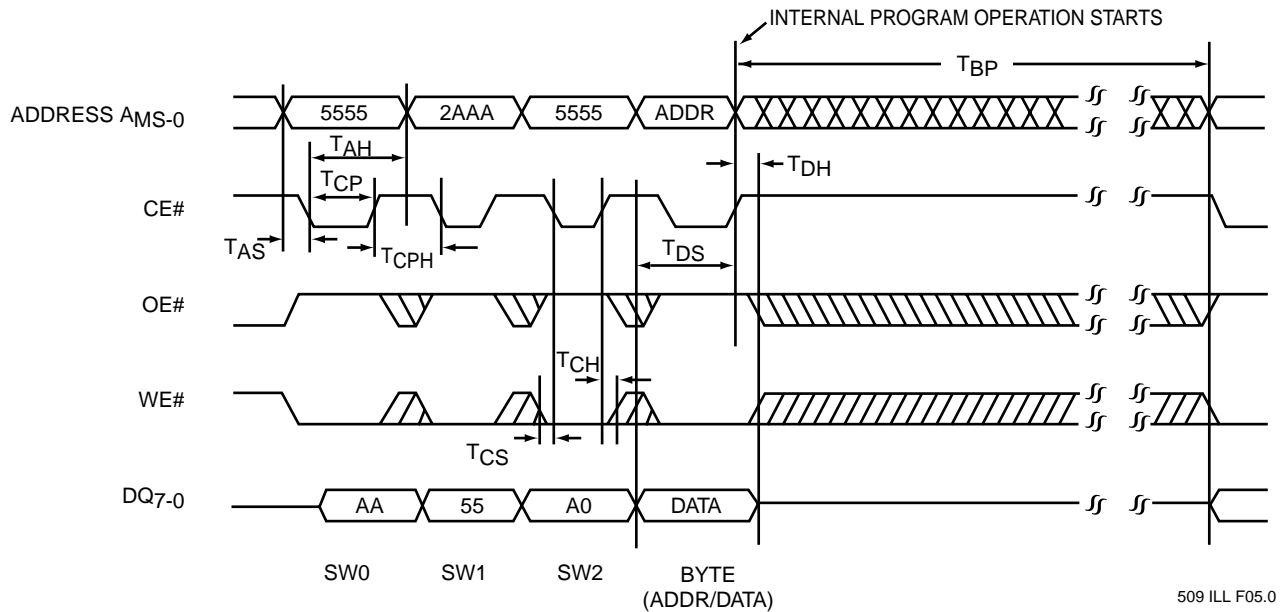 INTERNAL PROGRAM OPERATION STARTS
TBP
ADDRESS AMS-0
5555
2AAA
5555
ADDR
TAH
TDH
TCP
CE#
TAS
TCPH
TDS
OE#
TCH
WE#
TCS
DQ7-0
AA
55
A0
DATA
SW0
SW1
SW2
BYTE
(ADDR/DATA)
509 ILL F05.0